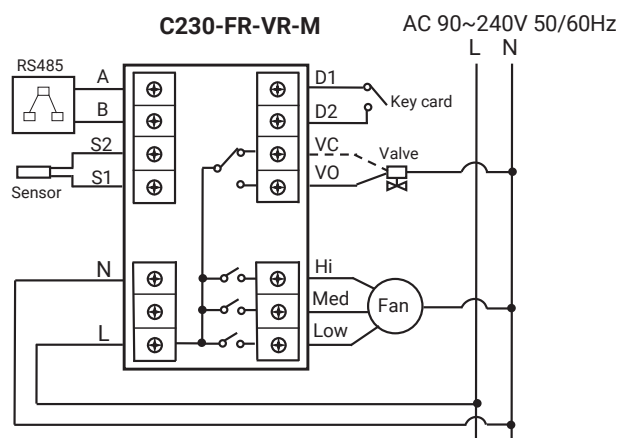 C230-FR-VR-M
AC 90~240V 50/60Hz
L N
RS485
A
B
S2
S1
Sensor
D1
D2
Key card
VC
VO
Valve
N
L
Hi
Med
Low
Fan